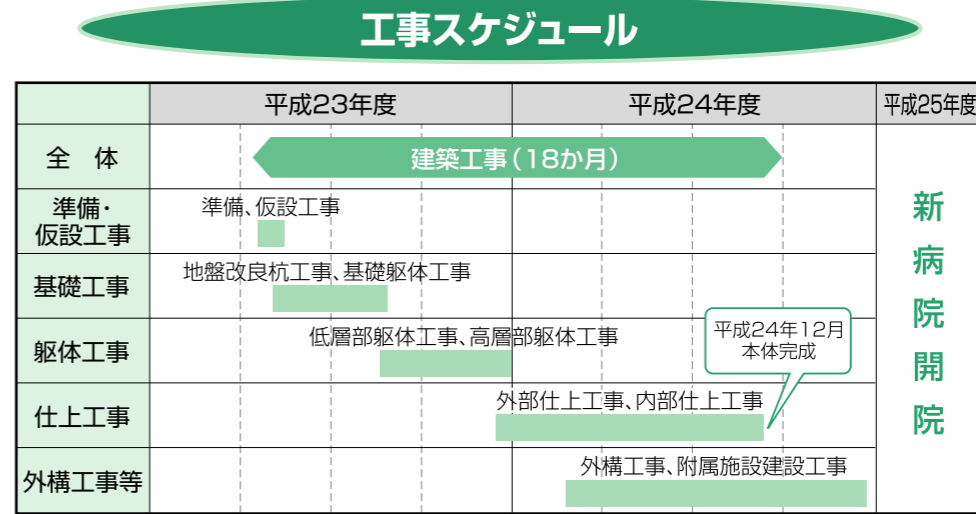 工事スケジュール
平成23年度
平成24年度
平成25年度
全　体
建築工事(18か月)
準備・
仮設工事
準備、仮設工事
基礎工事
地盤改良杭工事、基礎躯体工事
躯体工事
低層部躯体工事、高層部躯体工事
平成24年12月
本体完成
仕上工事
外部仕上工事、内部仕上工事
外構工事等
外構工事、附属施設建設工事
新病院開院